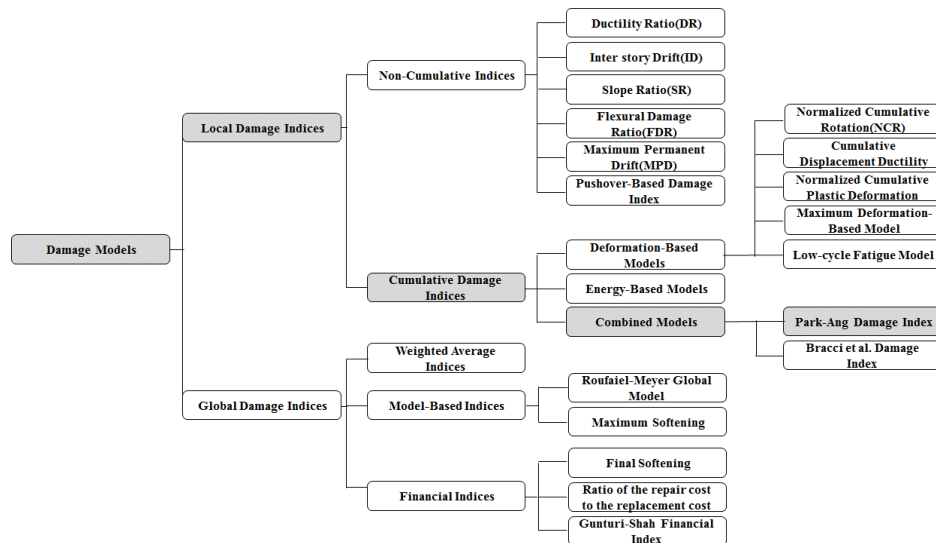 Damage Models
Local Damage Indices
Global Damage Indices
Non-Cumulative Indices
Cumulative Damage
Indices
Weighted Average
Indices
Model-Based Indices
Financial Indices
Ductility Ratio(DR)
Inter story Drift(ID)
Slope Ratio(SR)
Flexural Damage
Ratio(FDR)
Maximum Permanent
Drift(MPD)
Pushover-Based Damage
Index
Deformation-Based
Models
Energy-Based Models
Combined Models
Roufaiel-Meyer Global
Model
Maximum Softening
Final Softening
Ratio of the repair cost
to the replacement cost
Gunturi-Shah Financial
Index
Normalized Cumulative
Rotation(NCR)
Cumulative
Displacement Ductility
Normalized Cumulative
Plastic Deformation
Maximum Deformation-
Based Model
Low-cycle Fatigue Model
Park-Ang Damage Index
Bracci et al. Damage
Index